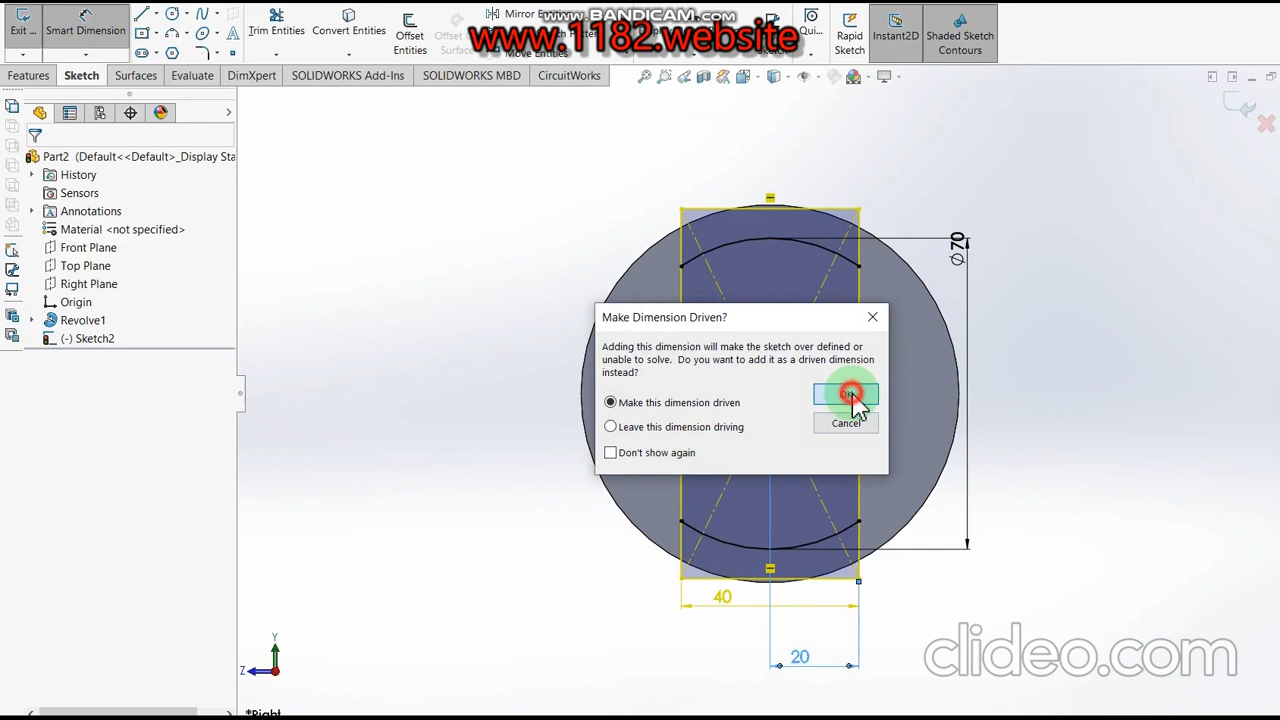 www.BANDICAM.com
www.1182.website
Exit ...
Smart Dimension
Trim Entities
Convert Entities
Offset Entities
Mirror Entities
Move Entities
Rapid Sketch
Instant2D
Shaded Sketch Contours
Features
Sketch
Surfaces
Evaluate
DimXpert
SOLIDWORKS Add-Ins
SOLIDWORKS MBD
CircuitWorks
Part2 (Default<<Default>_Display Sta
History
Sensors
Annotations
Material <not specified>
Front Plane
Top Plane
Right Plane
Origin
Revolve1
(-) Sketch2
Ø70
Make Dimension Driven?
Adding this dimension will make the sketch over defined or
unable to solve. Do you want to add it as a driven dimension
instead?
Make this dimension driven
OK
Leave this dimension driving
Cancel
Don't show again
40
20
Y
Z
*Right
clideo.com